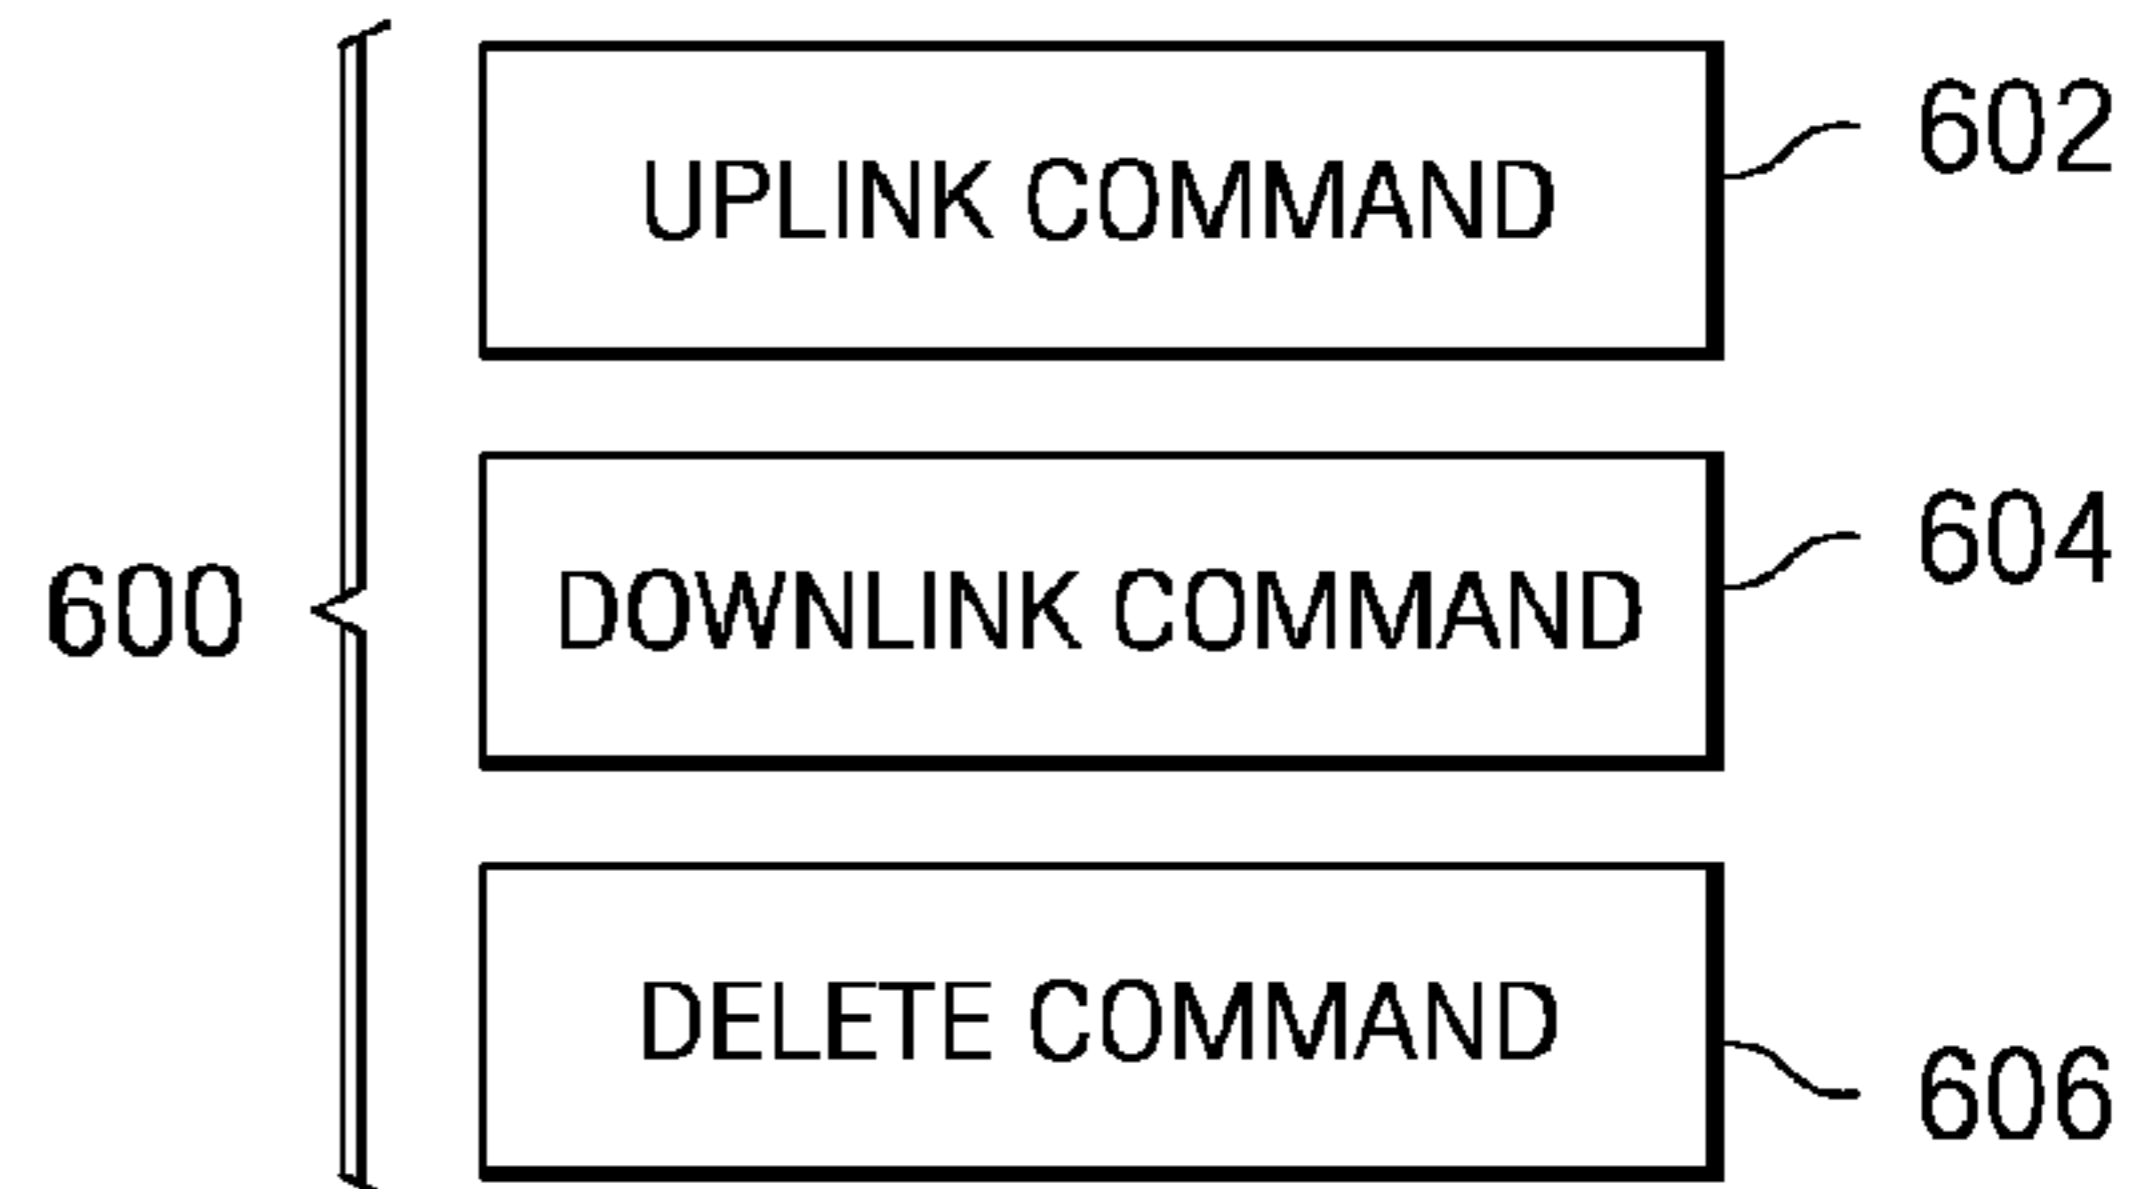 UPLINK COMMAND
602
600
DOWNLINK COMMAND
604
DELETE COMMAND
606